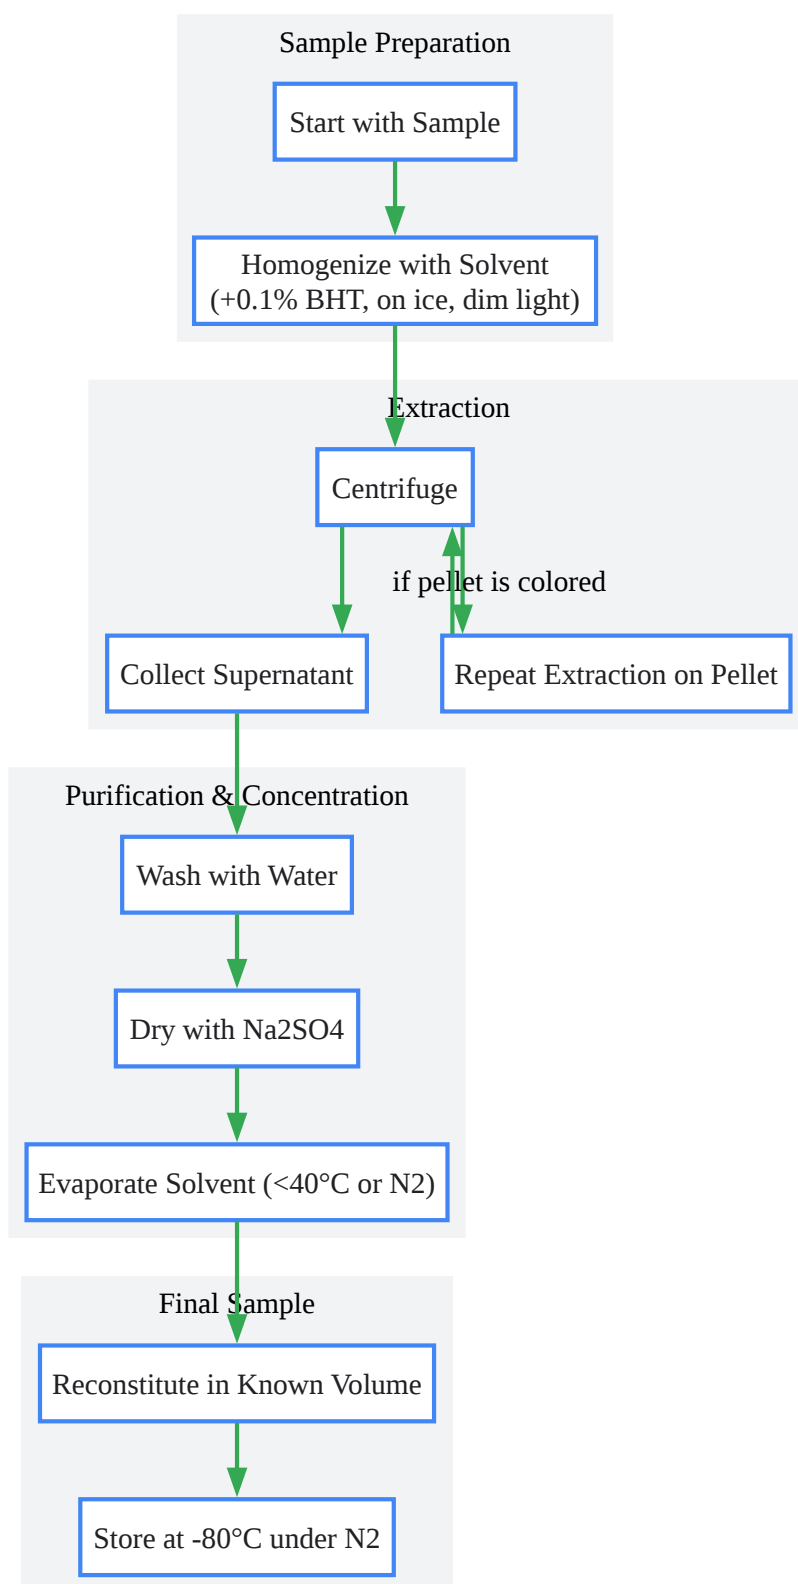 Sample Preparation
Start with Sample
Homogenize with Solvent
(+0.1% BHT, on ice, dim light)
Extraction
Centrifuge
if pellet is colored
Collect Supernatant
Repeat Extraction on Pellet
Purification & Concentration
Wash with Water
Dry with Na2SO4
Evaporate Solvent (<40°C or N2)
Final Sample
Reconstitute in Known Volume
Store at -80°C under N2